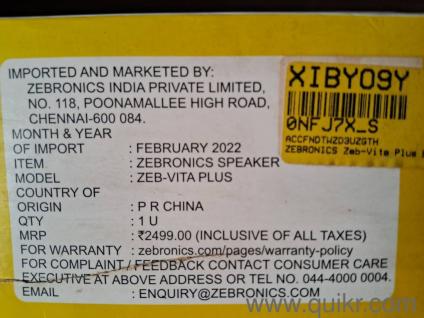 IMPORTED AND MARKETED BY:
ZEBRONICS INDIA PRIVATE LIMITED,
NO. 118, POONAMALLEE HIGH ROAD,
CHENNAI-600 084.
MONTH & YEAR
OF IMPORT : FEBRUARY 2022
ITEM : ZEBRONICS SPEAKER
MODEL : ZEB-VITA PLUS
COUNTRY OF
ORIGIN : P R CHINA
QTY : 1 U
MRP : ₹2499.00 (INCLUSIVE OF ALL TAXES)
FOR WARRANTY : zebronics.com/pages/warranty-policy
FOR COMPLAINT / FEEDBACK CONTACT CONSUMER CARE
EXECUTIVE AT ABOVE ADDRESS OR TEL NO. 044-4000 0004.
EMAIL : ENQUIRY@ZEBRONICS.COM
XIBY09Y
0NFJ7X_S
ACCFNDTWZD3UZGTH
ZEBRONICS Zeb-Vita Plus
www.quikr.com